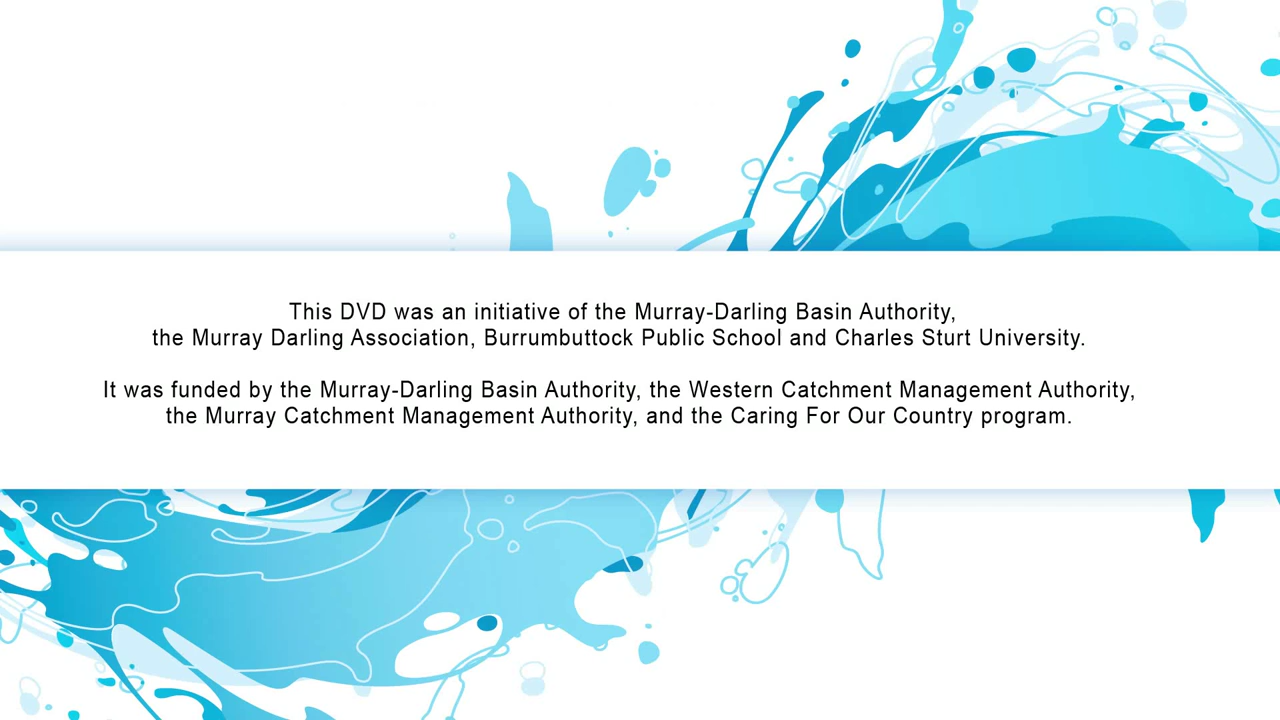 This DVD was an initiative of the Murray-Darling Basin Authority,
the Murray Darling Association, Burrumbuttock Public School and Charles Sturt University.
It was funded by the Murray-Darling Basin Authority, the Western Catchment Management Authority,
the Murray Catchment Management Authority, and the Caring For Our Country program.